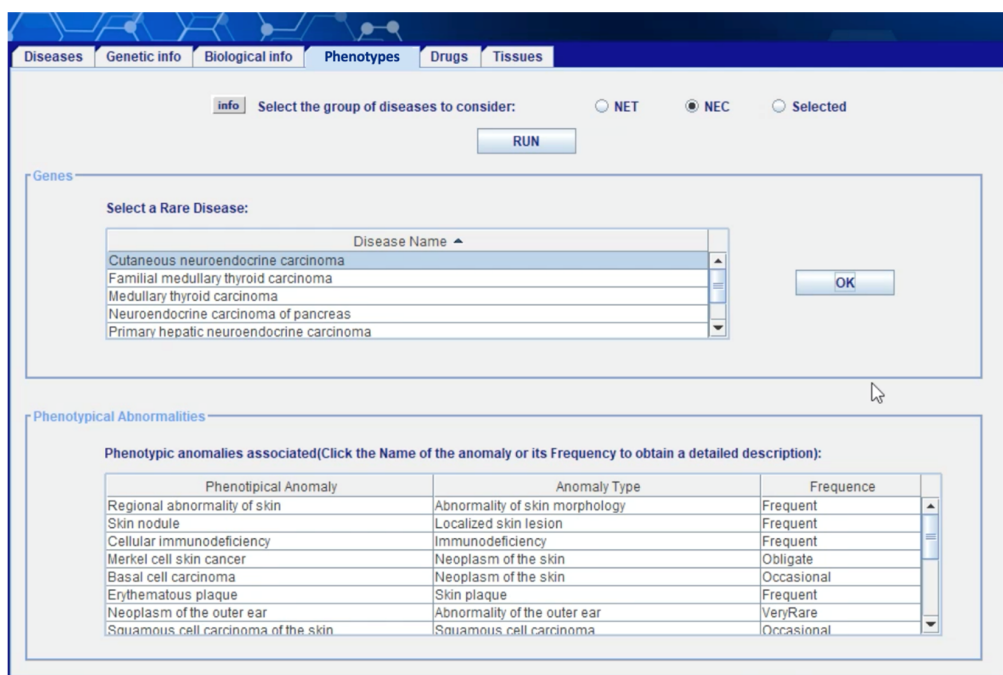 Diseases Genetic info Biological info Phenotypes Drugs Tissues
info Select the group of diseases to consider: NET NEC Selected
RUN
Genes
Select a Rare Disease:
Disease Name
Cutaneous neuroendocrine carcinoma
Familial medullary thyroid carcinoma
Medullary thyroid carcinoma
Neuroendocrine carcinoma of pancreas
Primary hepatic neuroendocrine carcinoma
OK
Phenotypical Abnormalities
Phenotypic anomalies associated(Click the Name of the anomaly or its Frequency to obtain a detailed description):
Phenotipical Anomaly Anomaly Type Frequence
Regional abnormality of skin Abnormality of skin morphology Frequent
Skin nodule Localized skin lesion Frequent
Cellular immunodeficiency Immunodeficiency Frequent
Merkel cell skin cancer Neoplasm of the skin Obligate
Basal cell carcinoma Neoplasm of the skin Occasional
Erythematous plaque Skin plaque Frequent
Neoplasm of the outer ear Abnormality of the outer ear VeryRare
Squamous cell carcinoma of the skin Squamous cell carcinoma Occasional